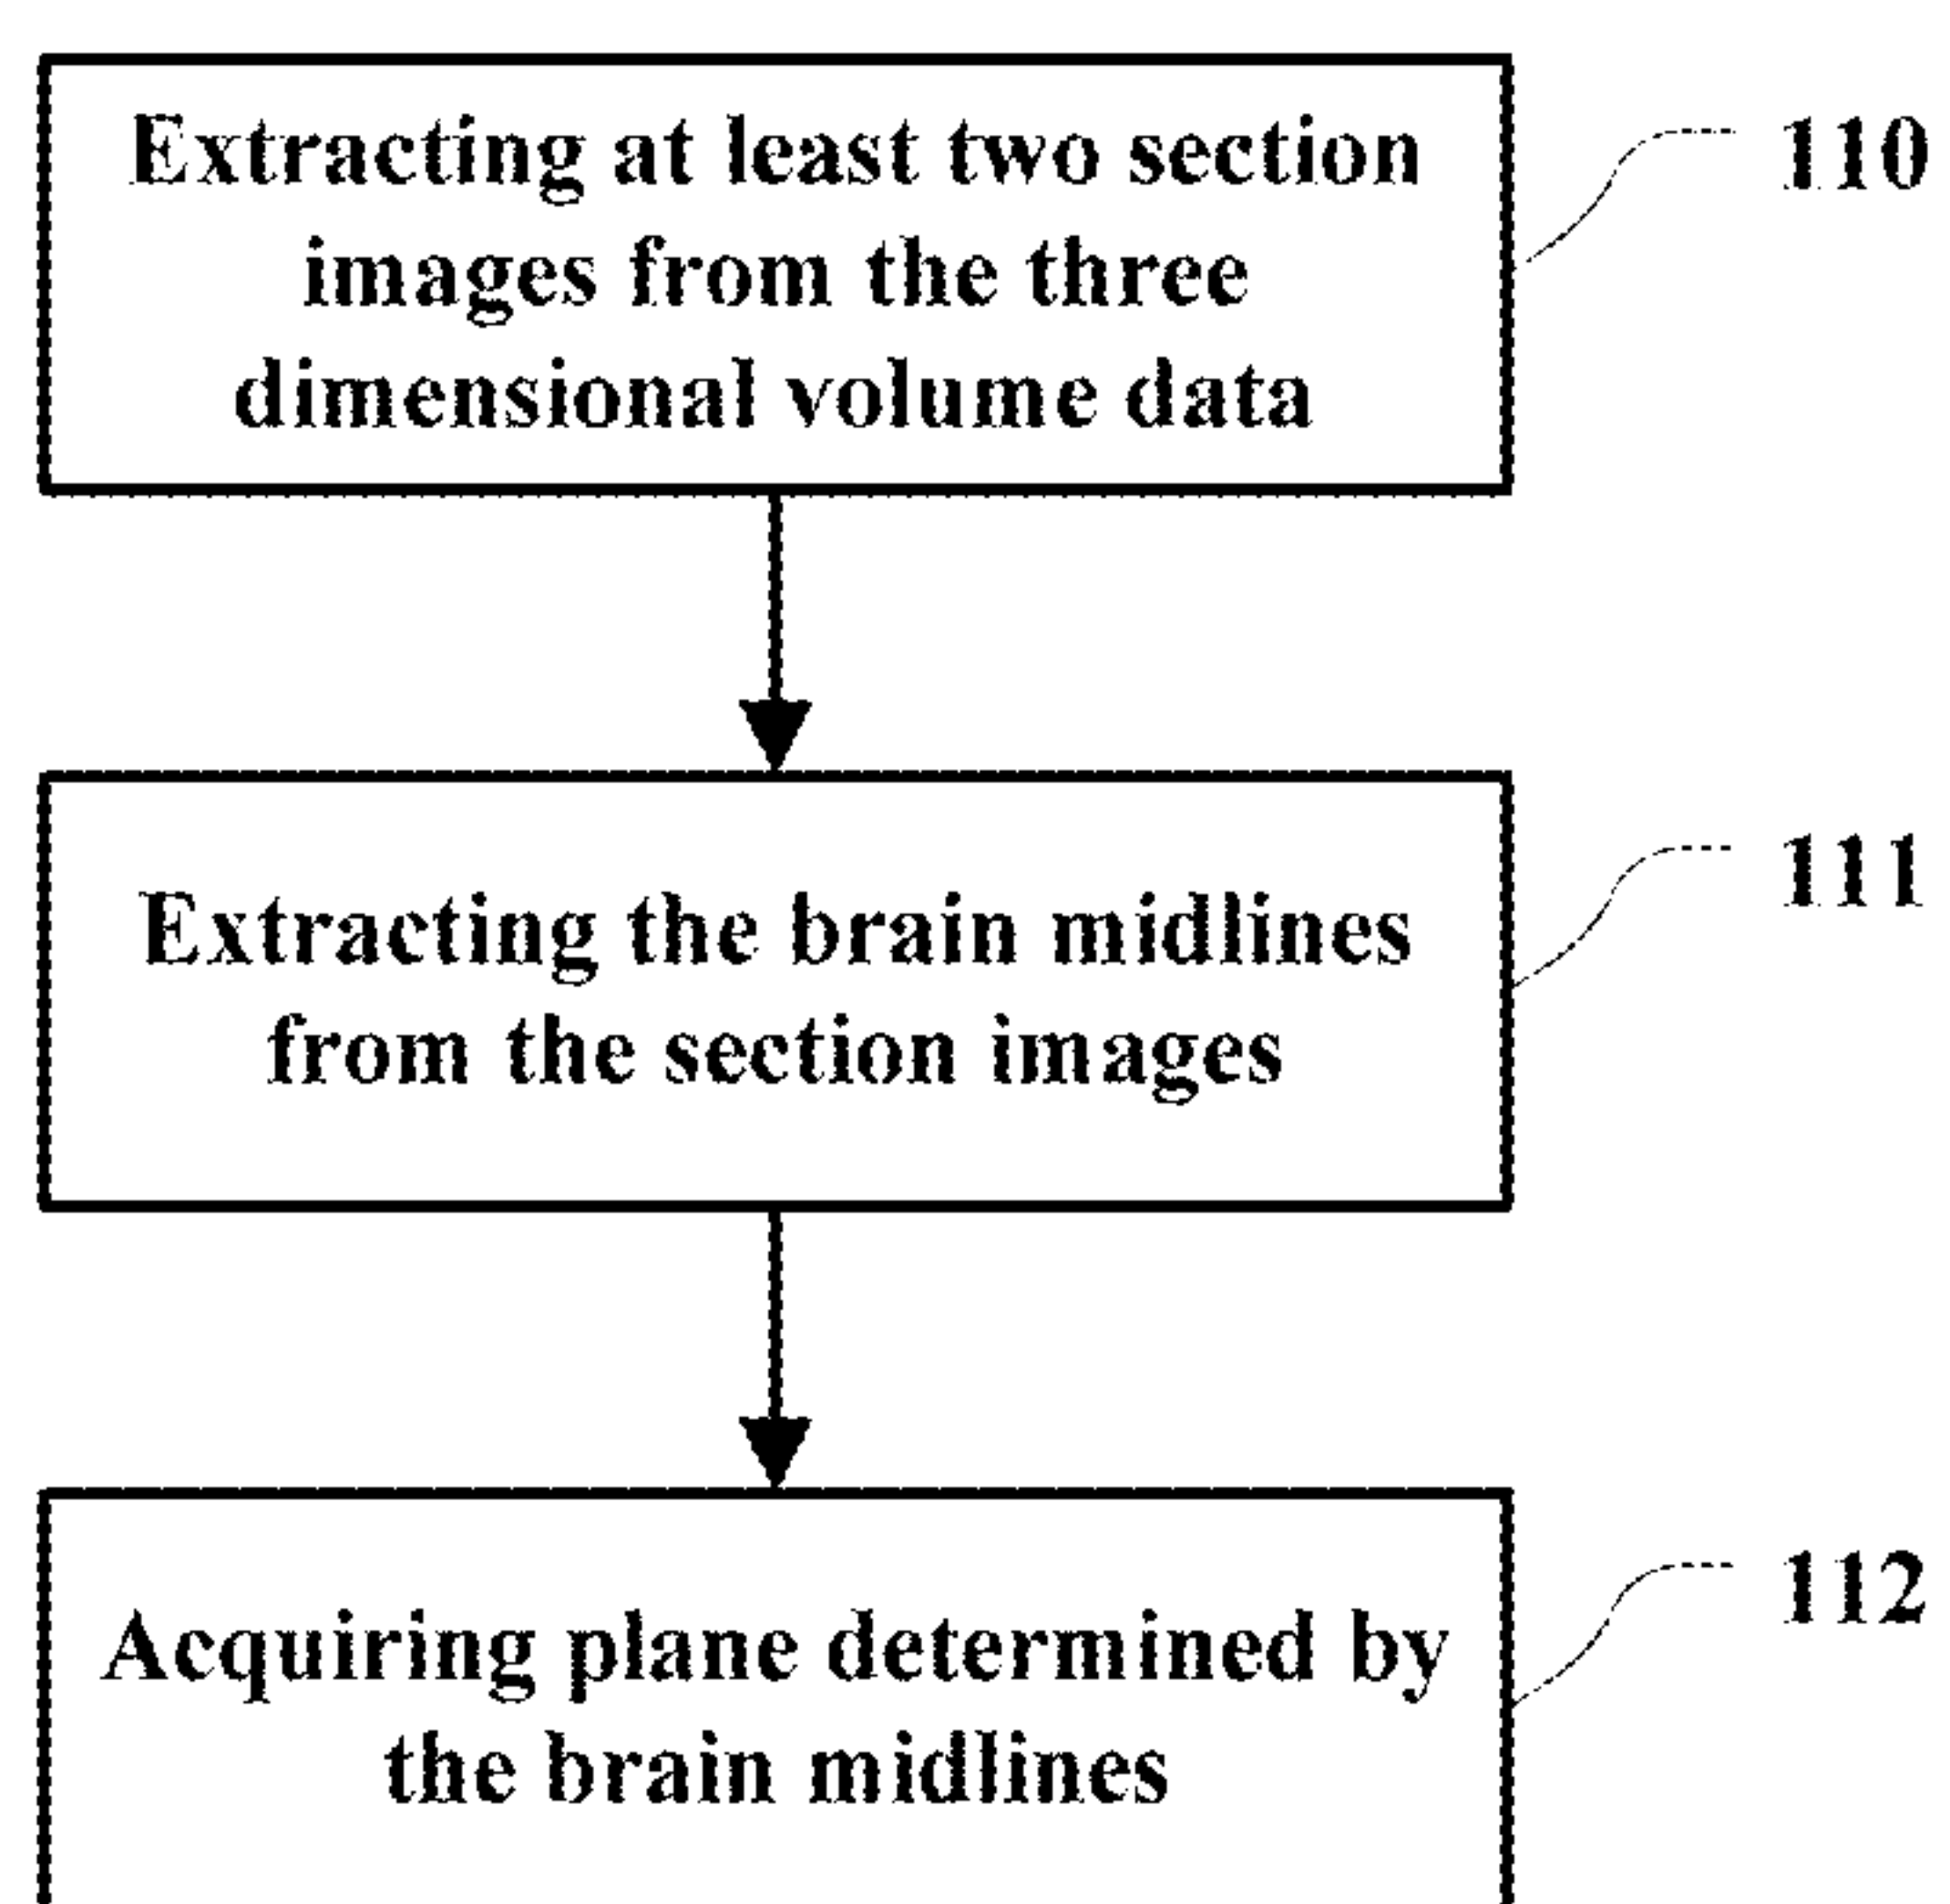 Extracting at least two section
images from the three
dimensional volume data
110
Extracting the brain midlines
from the section images
111
Acquiring plane determined by
the brain midlines
112